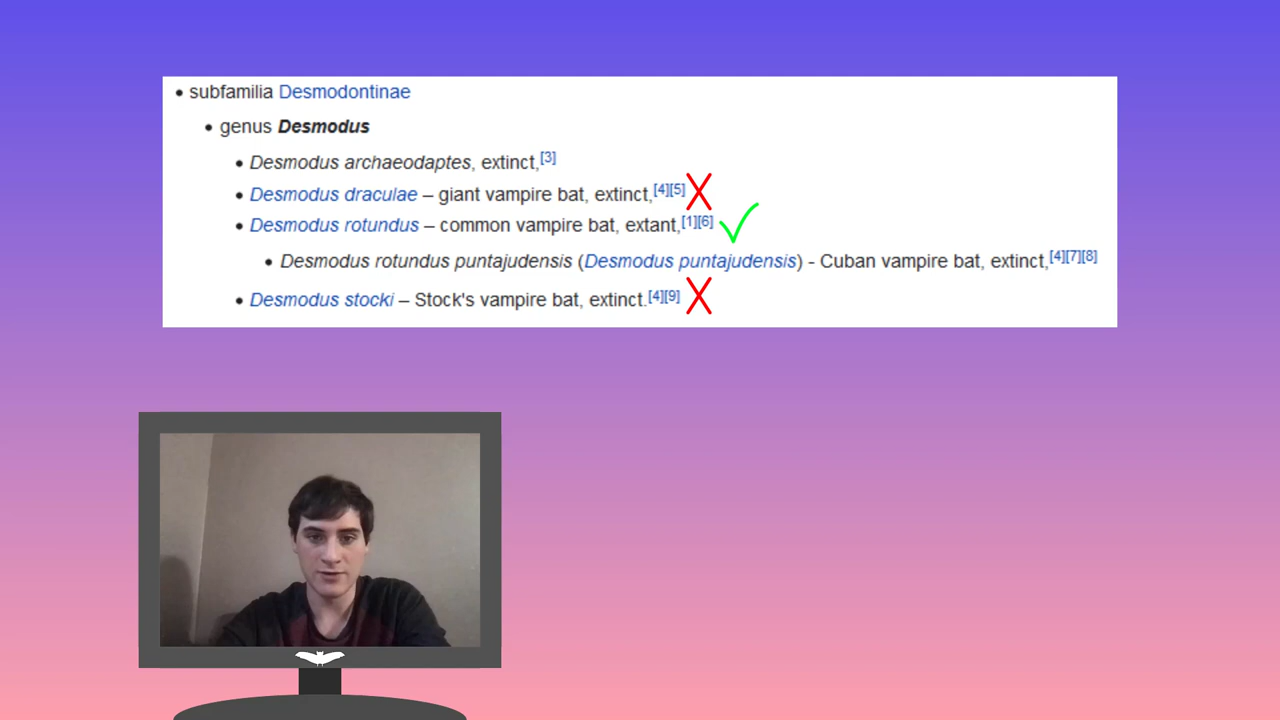 • subfamilia Desmodontinae
• genus Desmodus
• Desmodus archaeodaptes, extinct,[3]
• Desmodus draculae – giant vampire bat, extinct,[4][5]
• Desmodus rotundus – common vampire bat, extant,[1][6]
• Desmodus rotundus puntajudensis (Desmodus puntajudensis) - Cuban vampire bat, extinct,[4][7][8]
• Desmodus stocki – Stock's vampire bat, extinct.[4][9]